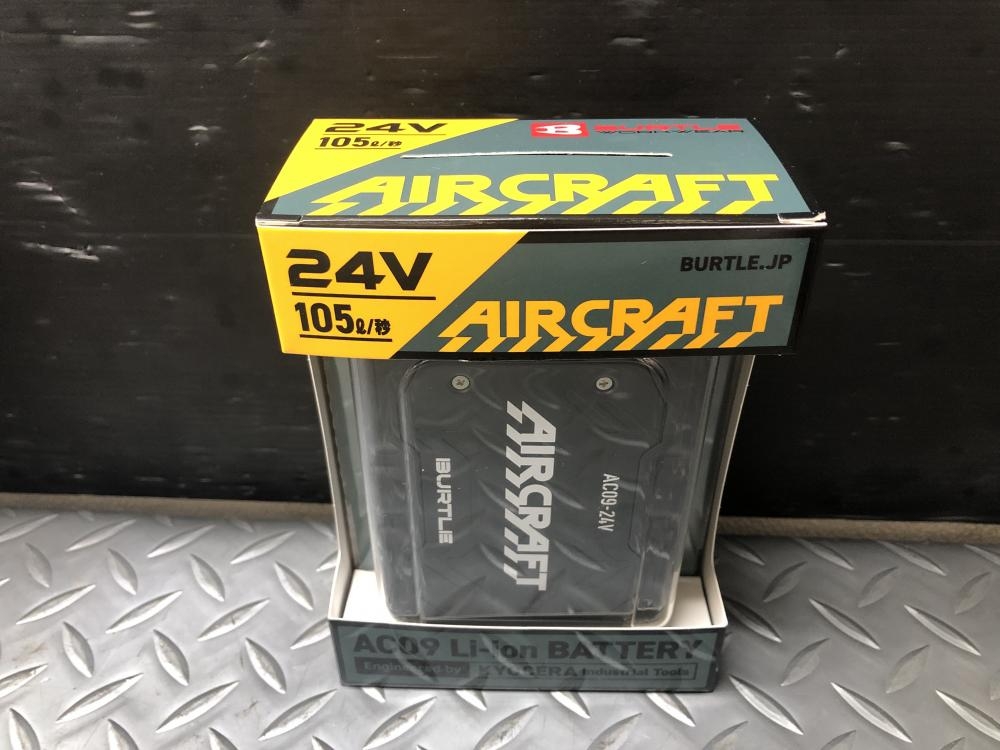 24V
BURTLE
105ℓ/秒
AIRCRAFT
24V
BURTLE.JP
105ℓ/秒
AIRCRAFT
AIRCRAFT
BURTLE
AC09-24V
AC09 Li-ion BATTERY
Engineered by KYOCERA Industrial Tools